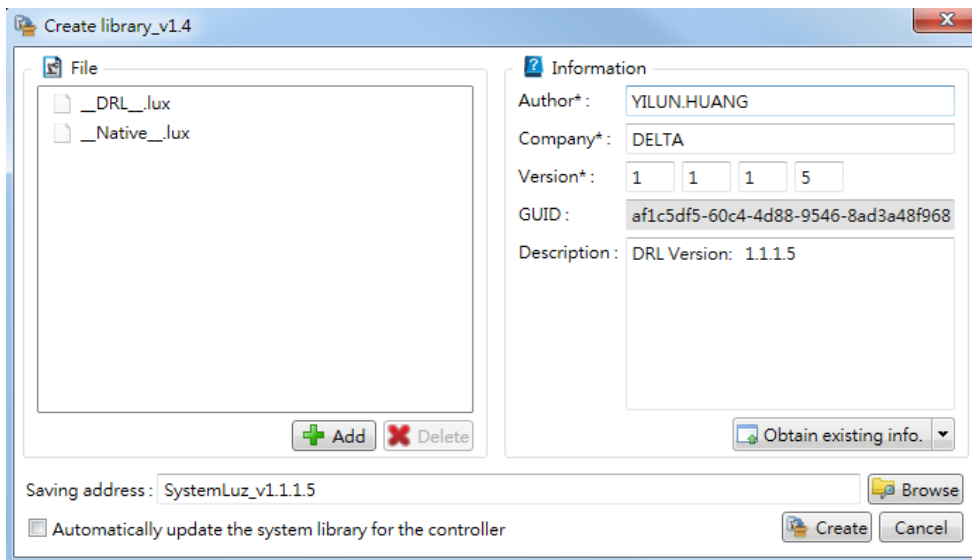 Create library_v1.4
File
__DRL__.lux
__Native__.lux
Add
Delete
Information
Author* : YILUN.HUANG
Company* : DELTA
Version* : 1 1 1 5
GUID : af1c5df5-60c4-4d88-9546-8ad3a48f968
Description : DRL Version: 1.1.1.5
Obtain existing info.
Saving address : SystemLuz_v1.1.1.5
Browse
Automatically update the system library for the controller
Create
Cancel